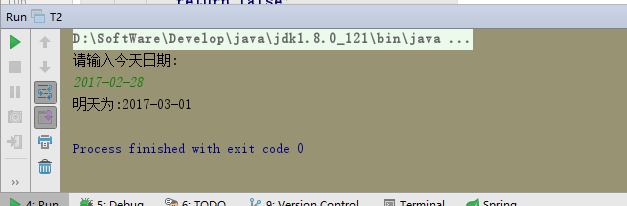 return false
Run T2
D:\SoftWare\Develop\java\jdk1.8.0_121\bin\java ...
请输入今天日期:
2017-02-28
明天为:2017-03-01
Process finished with exit code 0
4: Run 5: Debug 6: TODO 9: Version Control Terminal Spring